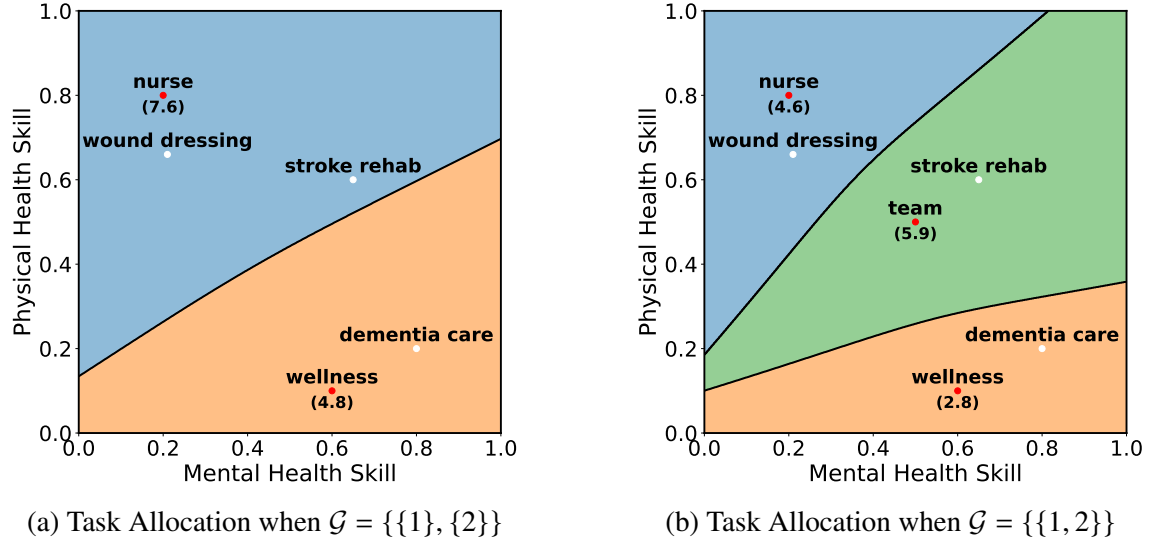 1.0
0.8
0.6
0.4
0.2
0.0
Physical Health Skill
nurse
(7.6)
wound dressing
stroke rehab
dementia care
wellness
(4.8)
0.0 0.2 0.4 0.6 0.8 1.0
Mental Health Skill
(a) Task Allocation when 𝒢 = {{1}, {2}}
1.0
0.8
0.6
0.4
0.2
0.0
Physical Health Skill
nurse
(4.6)
wound dressing
stroke rehab
team
(5.9)
dementia care
wellness
(2.8)
0.0 0.2 0.4 0.6 0.8 1.0
Mental Health Skill
(b) Task Allocation when 𝒢 = {{1, 2}}